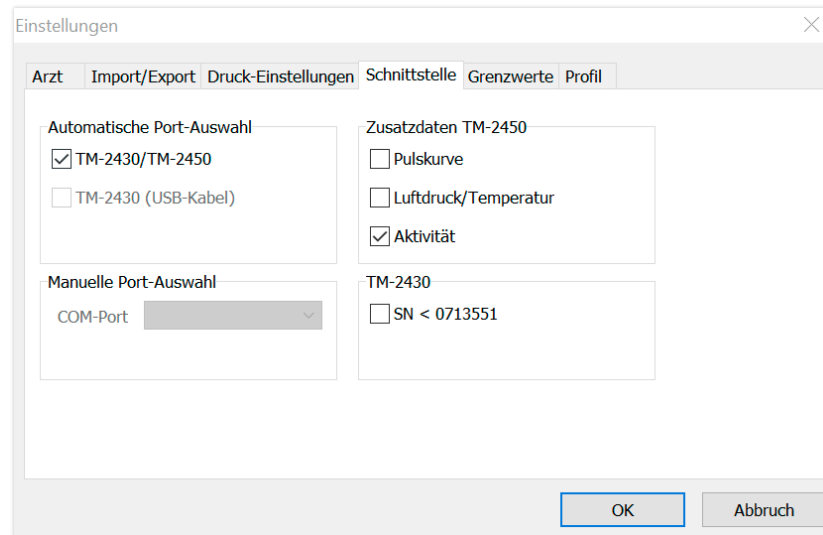 Einstellungen
Arzt Import/Export Druck-Einstellungen Schnittstelle Grenzwerte Profil
Automatische Port-Auswahl
TM-2430/TM-2450
TM-2430 (USB-Kabel)
Zusatzdaten TM-2450
Pulskurve
Luftdruck/Temperatur
Aktivität
Manuelle Port-Auswahl
COM-Port
TM-2430
SN < 0713551
OK Abbruch